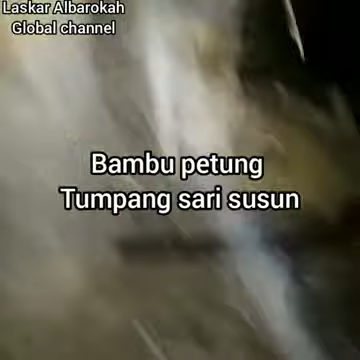 Laskar Albarokah
Global channel
Bambu petung
Tumpang sari susun